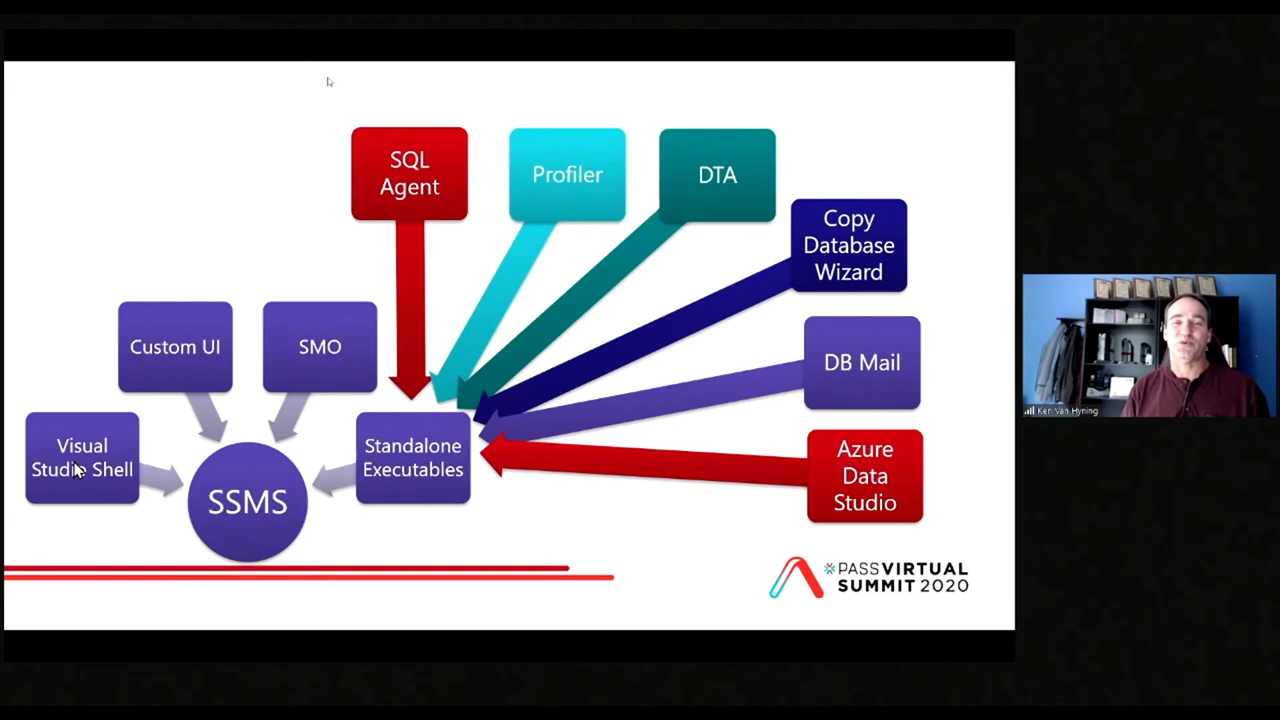 SQL
Agent
Profiler
DTA
Copy
Database
Wizard
Custom UI
SMO
DB Mail
Visual
Studio Shell
Standalone
Executables
SSMS
Azure
Data
Studio
PASS VIRTUAL
SUMMIT 2020
Ken Van Hyning